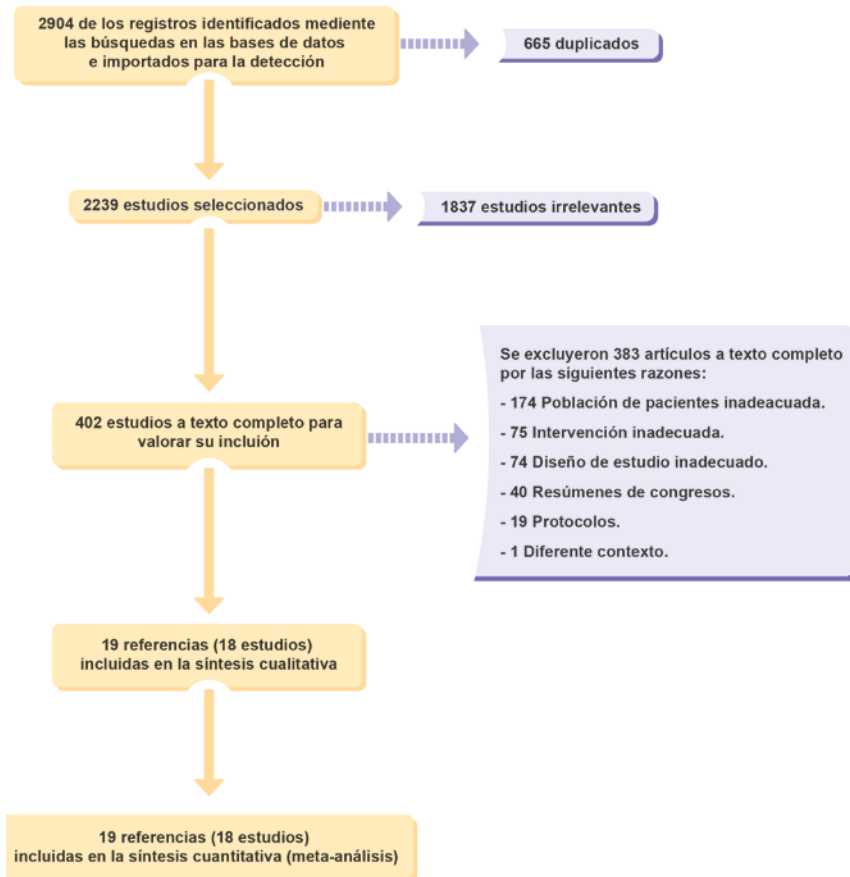 2904 de los registros identificados mediente
las búsquedas en las bases de datos
e importados para la detección
665 duplicados
2239 estudios seleccionados
1837 estudios irrelevantes
402 estudios a texto completo para
valorar su incluión
Se excluyeron 383 artículos a texto completo
por las siguientes razones:
- 174 Población de pacientes inadeacuada.
- 75 Intervención inadecuada.
- 74 Diseño de estudio inadecuado.
- 40 Resúmenes de congresos.
- 19 Protocolos.
- 1 Diferente contexto.
19 referencias (18 estudios)
incluidas en la síntesis cualitativa
19 referencias (18 estudios)
incluidas en la síntesis cuantitativa (meta-análisis)